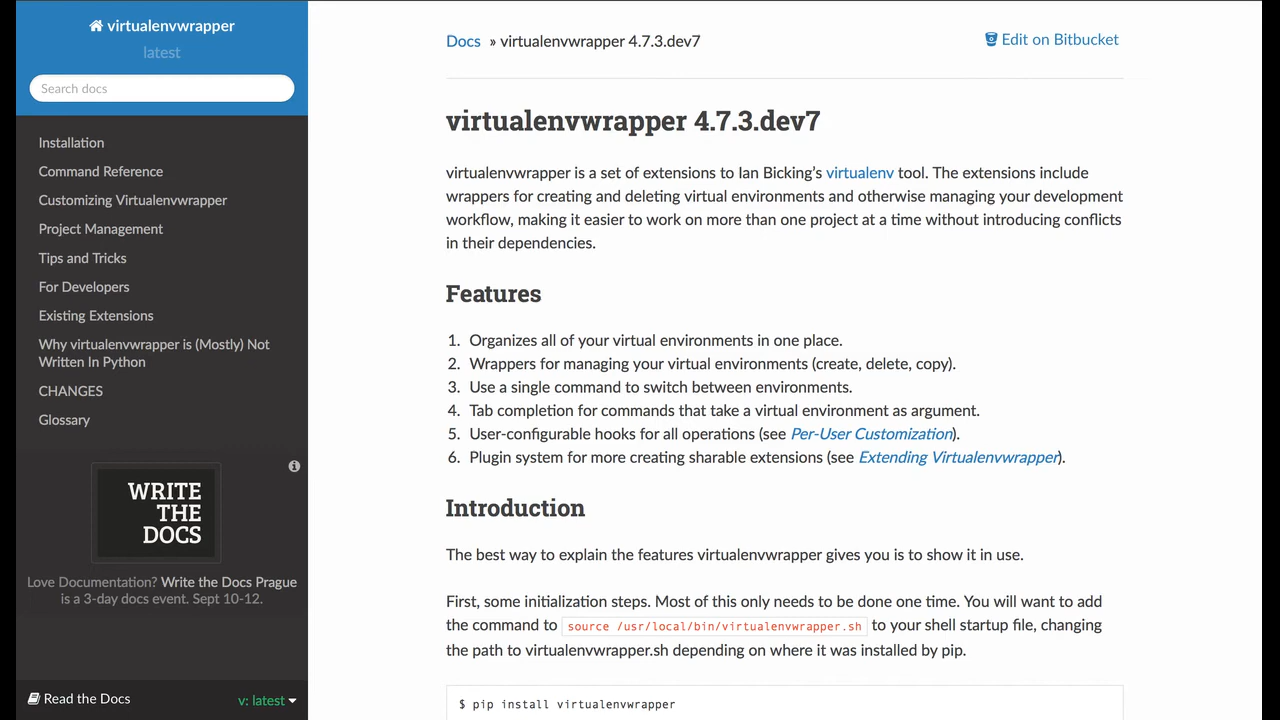 virtualenvwrapper
latest
Search docs
Installation
Command Reference
Customizing Virtualenvwrapper
Project Management
Tips and Tricks
For Developers
Existing Extensions
Why virtualenvwrapper is (Mostly) Not
Written In Python
CHANGES
Glossary
WRITE
THE
DOCS
Love Documentation? Write the Docs Prague
is a 3-day docs event. Sept 10-12.
Read the Docs
v: latest
Docs » virtualenvwrapper 4.7.3.dev7
Edit on Bitbucket
virtualenvwrapper 4.7.3.dev7
virtualenvwrapper is a set of extensions to Ian Bicking's virtualenv tool. The extensions include
wrappers for creating and deleting virtual environments and otherwise managing your development
workflow, making it easier to work on more than one project at a time without introducing conflicts
in their dependencies.
Features
1. Organizes all of your virtual environments in one place.
2. Wrappers for managing your virtual environments (create, delete, copy).
3. Use a single command to switch between environments.
4. Tab completion for commands that take a virtual environment as argument.
5. User-configurable hooks for all operations (see Per-User Customization).
6. Plugin system for more creating sharable extensions (see Extending Virtualenvwrapper).
Introduction
The best way to explain the features virtualenvwrapper gives you is to show it in use.
First, some initialization steps. Most of this only needs to be done one time. You will want to add
the command to source /usr/local/bin/virtualenvwrapper.sh to your shell startup file, changing
the path to virtualenvwrapper.sh depending on where it was installed by pip.
$ pip install virtualenvwrapper